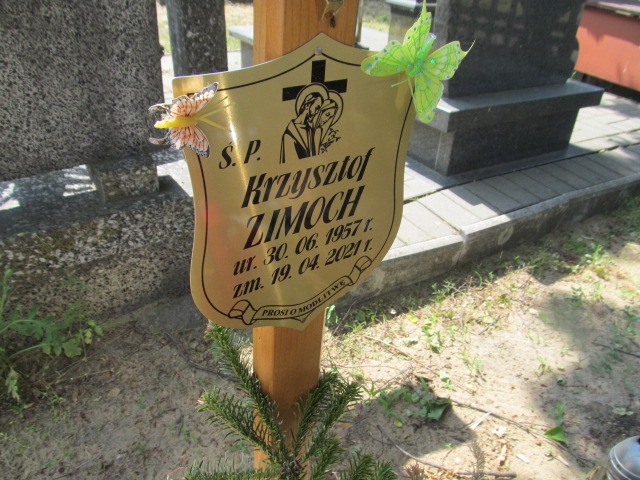 Ś. P.
Krzysztof
ZIMOCH
ur. 30. 06. 1957 r.
zm. 19. 04. 2021 r.
PROSI O MODLITWĘ